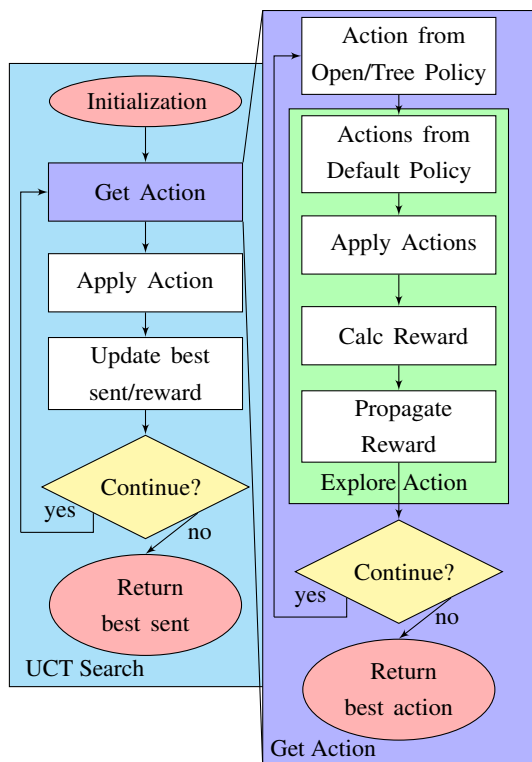 Initialization
Get Action
Apply Action
Update best
sent/reward
Continue?
yes
no
Return
best sent
UCT Search
Action from
Open/Tree Policy
Actions from
Default Policy
Apply Actions
Calc Reward
Propagate
Reward
Explore Action
Continue?
yes
no
Return
best action
Get Action